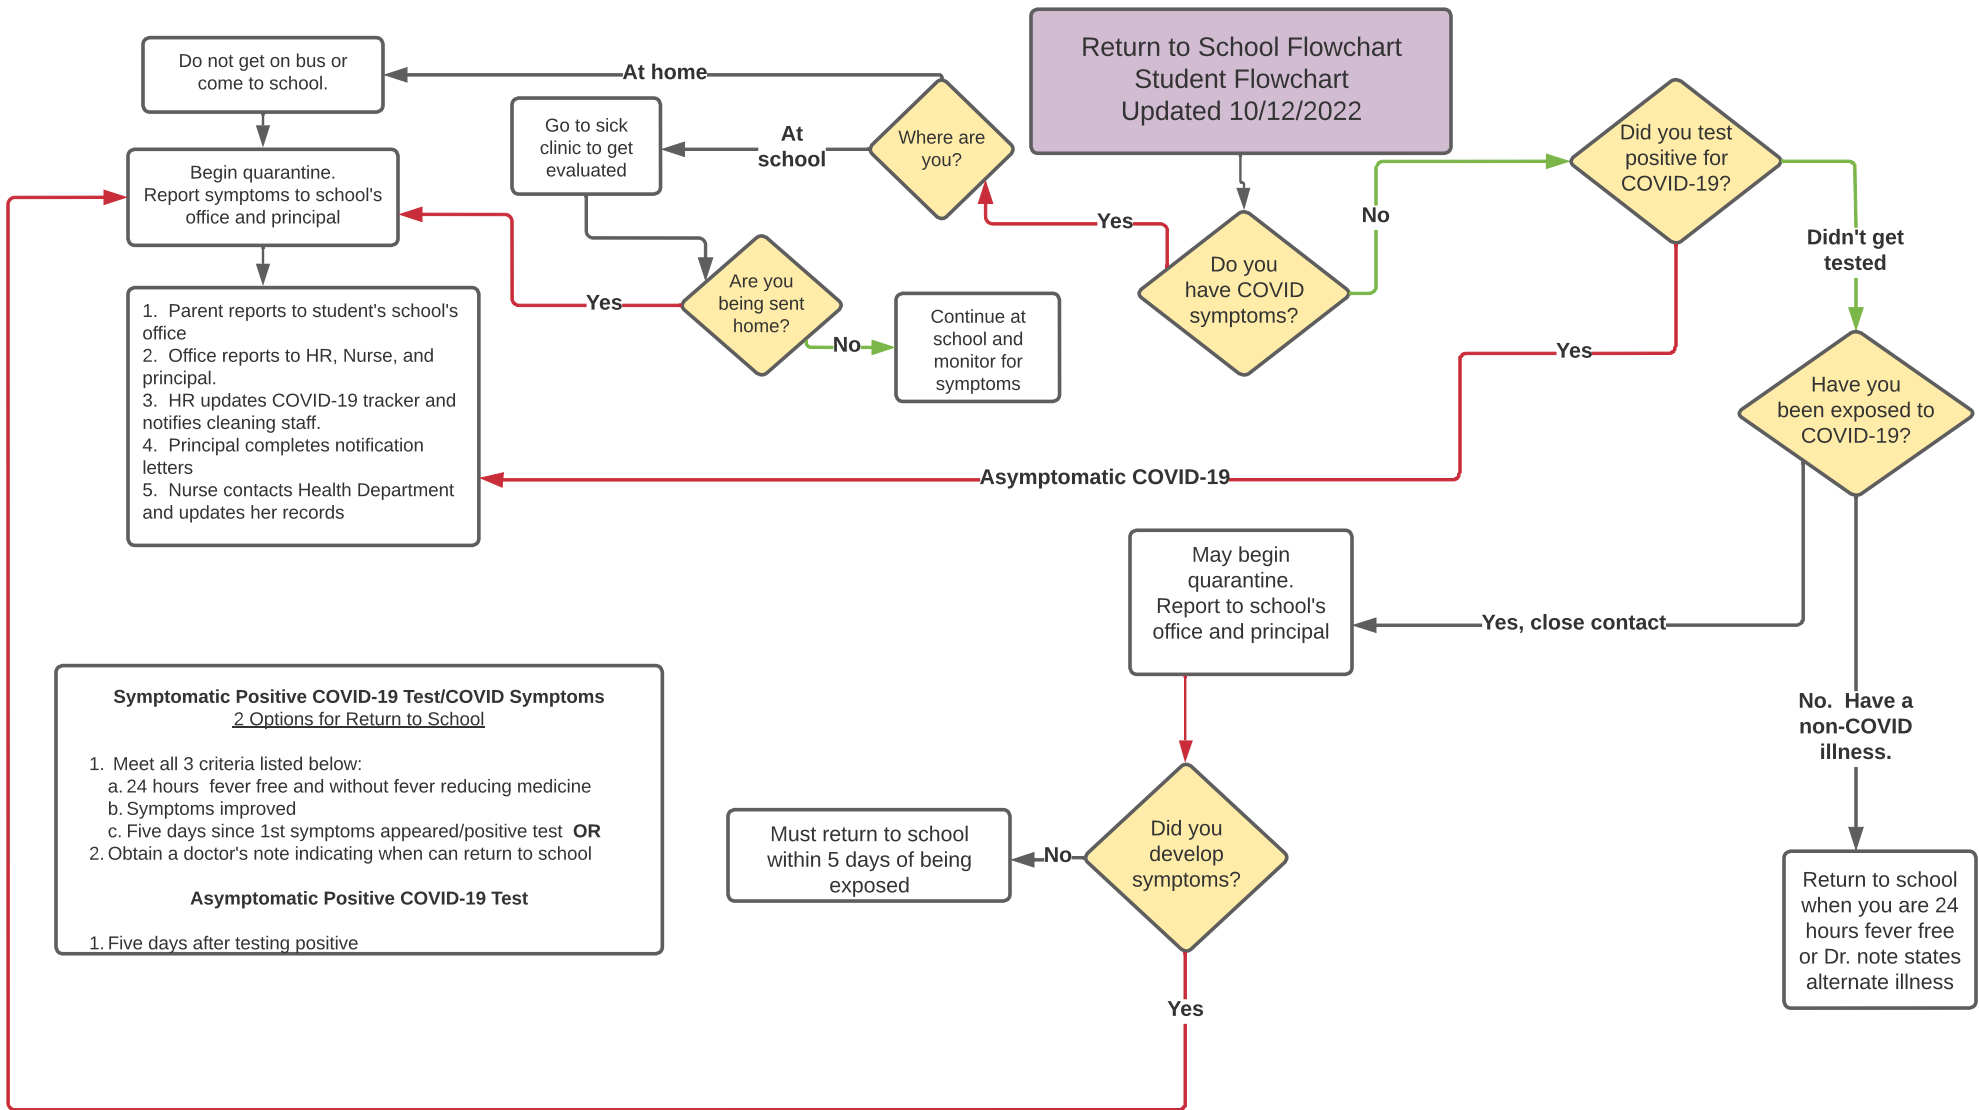 Return to School Flowchart
Student Flowchart
Updated 10/12/2022
Do not get on bus or
come to school.
At home
Go to sick
clinic to get
evaluated
At
school
Where are
you?
Did you test
positive for
COVID-19?
Begin quarantine.
Report symptoms to school's
office and principal
Yes
No
Do you
have COVID
symptoms?
Didn't get
tested
Are you
being sent
home?
Yes
No
Continue at
school and
monitor for
symptoms
1.  Parent reports to student's school's
office
2.  Office reports to HR, Nurse, and
principal.
3.  HR updates COVID-19 tracker and
notifies cleaning staff.
4.  Principal completes notification
letters
5.  Nurse contacts Health Department
and updates her records
Yes
Asymptomatic COVID-19
Have you
been exposed to
COVID-19?
May begin
quarantine.
Report to school's
office and principal
Yes, close contact
No.  Have a
non-COVID
illness.
Symptomatic Positive COVID-19 Test/COVID Symptoms
2 Options for Return to School
1.  Meet all 3 criteria listed below:
a. 24 hours  fever free and without fever reducing medicine
b. Symptoms improved
c. Five days since 1st symptoms appeared/positive test  OR
2. Obtain a doctor's note indicating when can return to school
Asymptomatic Positive COVID-19 Test
1. Five days after testing positive
Must return to school
within 5 days of being
exposed
No
Did you
develop
symptoms?
Yes
Return to school
when you are 24
hours fever free
or Dr. note states
alternate illness